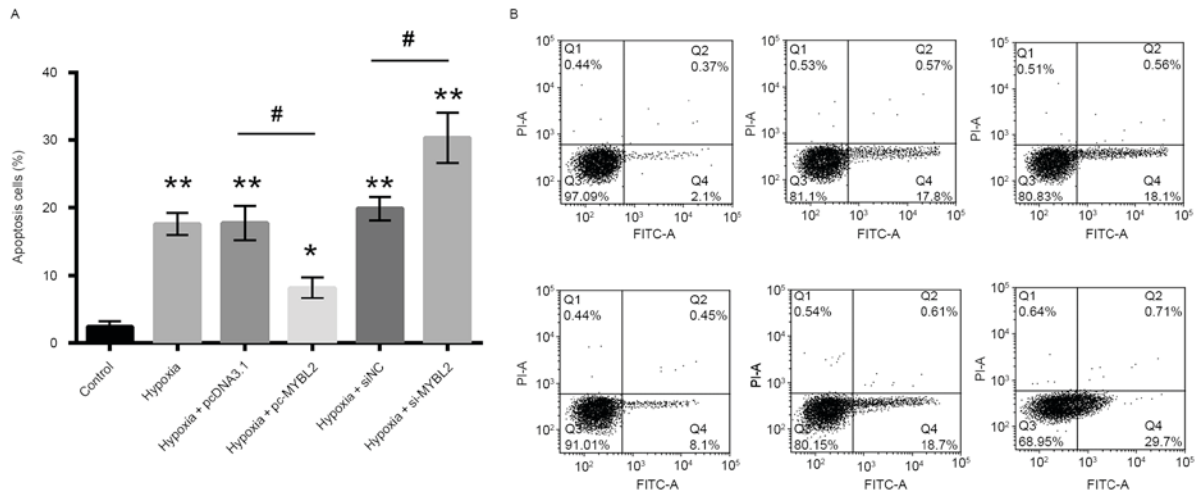 A
Apoptosis cells (%)
40
30
20
10
0
**
**
*
**
**
#
#
Control
Hypoxia
Hypoxia + pcDNA3.1
Hypoxia + pc-MYBL2
Hypoxia + siNC
Hypoxia + si-MYBL2
B
PI-A
10⁵
10⁴
10³
10²
Q1
0.44%
Q2
0.37%
Q3
97.09%
Q4
2.1%
10² 10³ 10⁴ 10⁵
FITC-A
PI-A
10⁵
10⁴
10³
10²
Q1
0.53%
Q2
0.57%
Q3
81.1%
Q4
17.8%
10² 10³ 10⁴ 10⁵
FITC-A
PI-A
10⁵
10⁴
10³
10²
Q1
0.51%
Q2
0.56%
Q3
80.83%
Q4
18.1%
10² 10³ 10⁴ 10⁵
FITC-A
PI-A
10⁵
10⁴
10³
10²
Q1
0.44%
Q2
0.45%
Q3
91.01%
Q4
8.1%
10² 10³ 10⁴ 10⁵
FITC-A
PI-A
10⁵
10⁴
10³
10²
Q1
0.54%
Q2
0.61%
Q3
80.15%
Q4
18.7%
10² 10³ 10⁴ 10⁵
FITC-A
PI-A
10⁵
10⁴
10³
10²
Q1
0.64%
Q2
0.71%
Q3
68.95%
Q4
29.7%
10² 10³ 10⁴ 10⁵
FITC-A